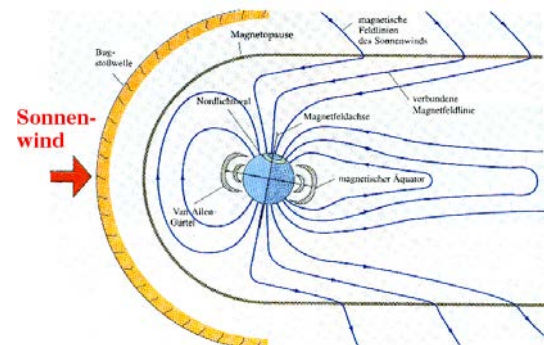 magnetische
Feldlinien
des Sonnenwinds
Magnetopause
Bug-
stoßwelle
Nordlichtoval
Magnetfeldachse
verbundene
Magnetfeldlinie
Sonnen-
wind
magnetischer Äquator
Van Allen-
Gürtel